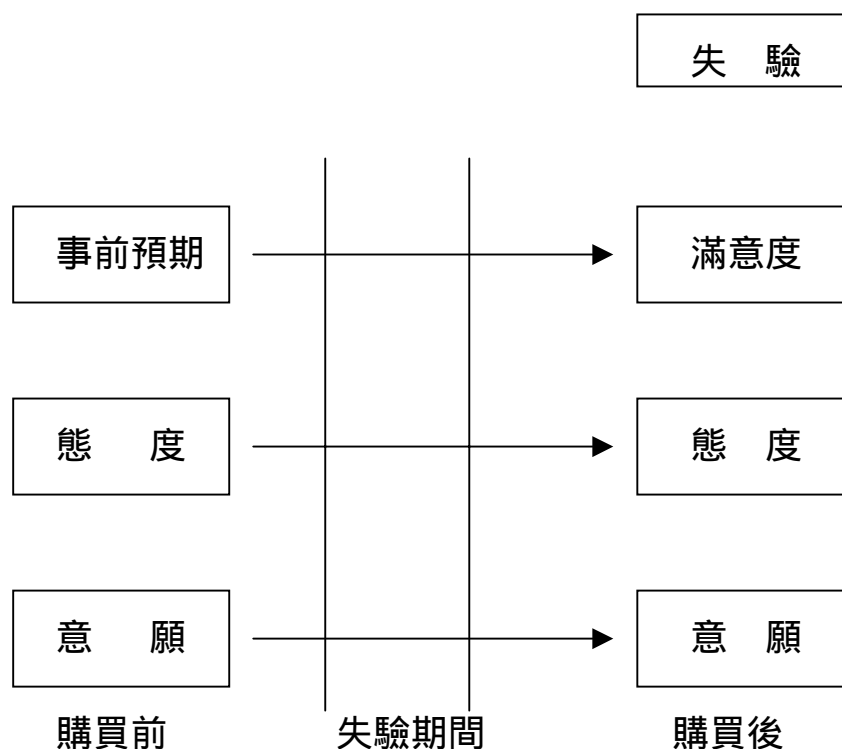 失 驗
事前預期 滿意度
態 度 態 度
意 願 意 願
購買前 失驗期間 購買後